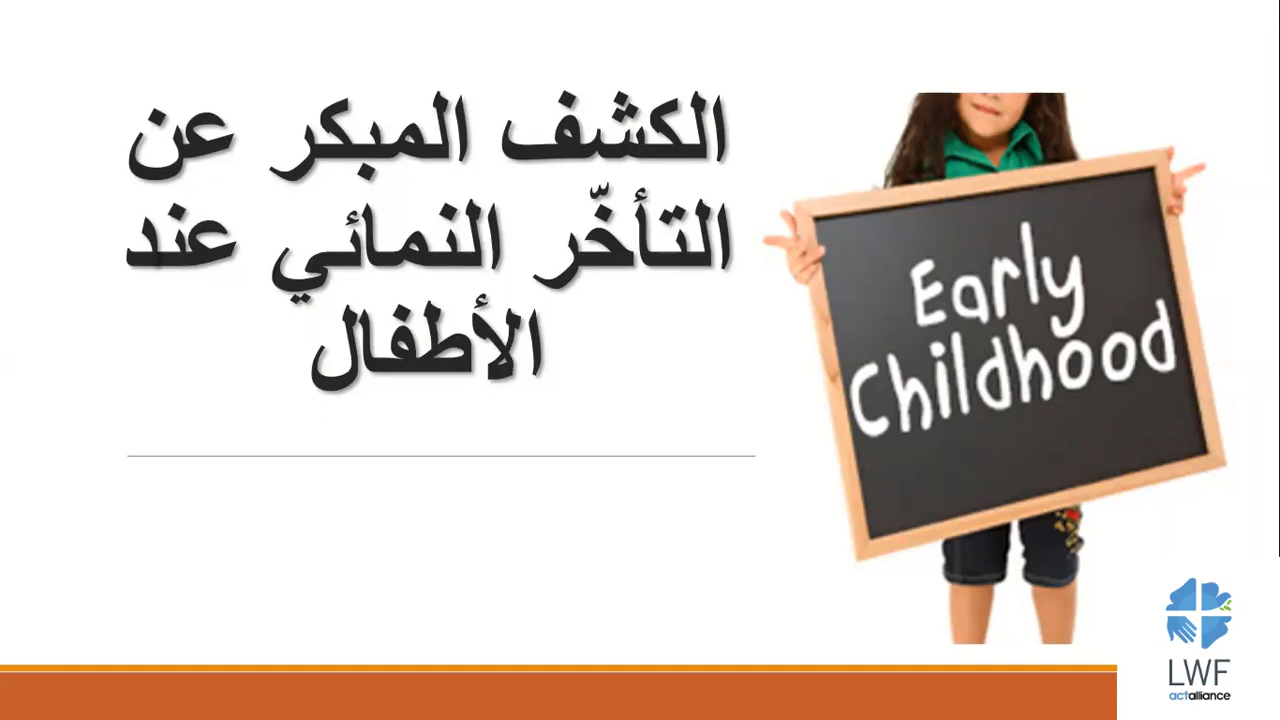 الكشف المبكر عن
التأخّر النمائي عند
الأطفال
Early
Childhood
LWF
actalliance